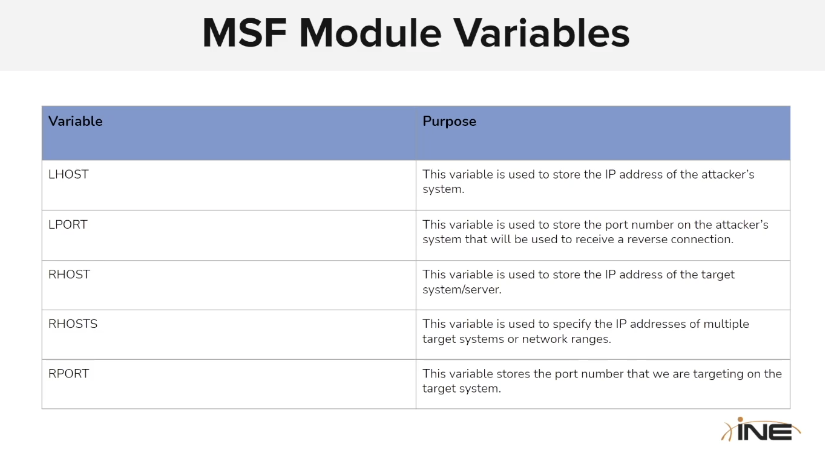 MSF Module Variables
Variable
Purpose
LHOST
This variable is used to store the IP address of the attacker’s
system.
LPORT
This variable is used to store the port number on the attacker’s
system that will be used to receive a reverse connection.
RHOST
This variable is used to store the IP address of the target
system/server.
RHOSTS
This variable is used to specify the IP addresses of multiple
target systems or network ranges.
RPORT
This variable stores the port number that we are targeting on the
target system.
iNE